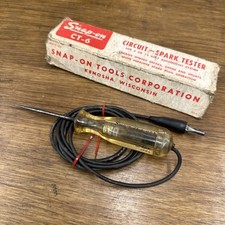 Snap-on
CT-6
CIRCUIT-SPARK TESTER
SNAP-ON TOOLS CORPORATION
KENOSHA, WISCONSIN